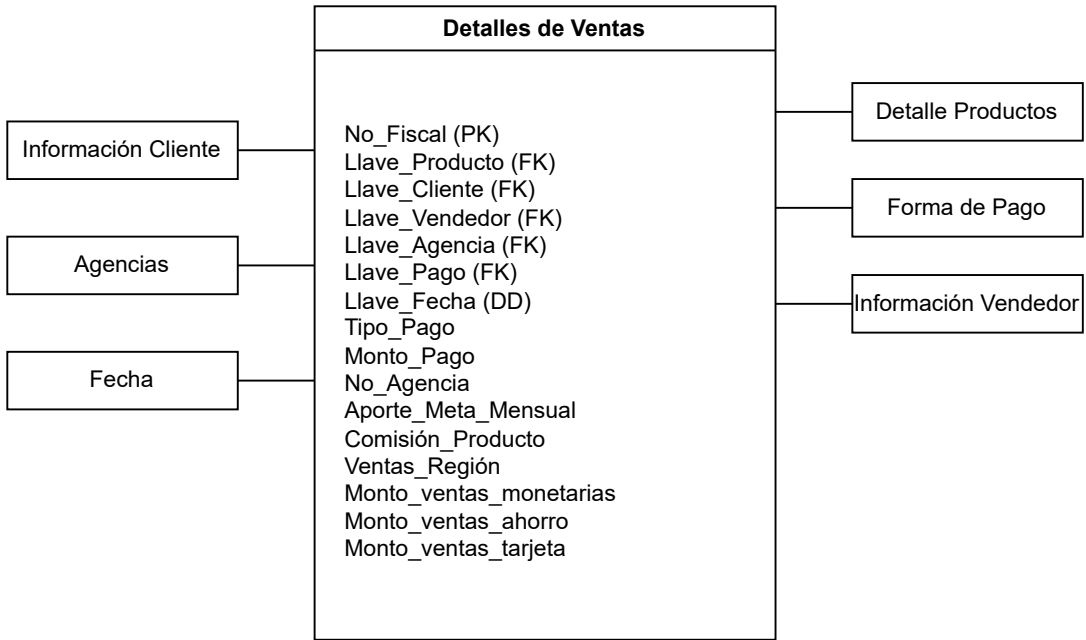 Detalles de Ventas
Información Cliente
Agencias
Fecha
No_Fiscal (PK)
Llave_Producto (FK)
Llave_Cliente (FK)
Llave_Vendedor (FK)
Llave_Agencia (FK)
Llave_Pago (FK)
Llave_Fecha (DD)
Tipo_Pago
Monto_Pago
No_Agencia
Aporte_Meta_Mensual
Comisión_Producto
Ventas_Región
Monto_ventas_monetarias
Monto_ventas_ahorro
Monto_ventas_tarjeta
Detalle Productos
Forma de Pago
Información Vendedor